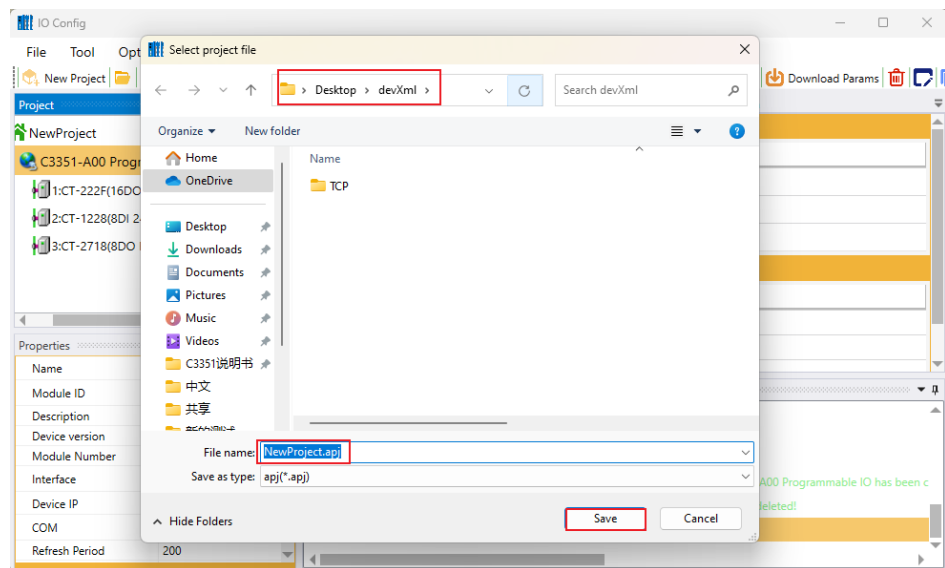 IO Config
File Tool Opt
Select project file
New Project
Download Params
Desktop > devXml >
Search devXml
Project
Organize New folder
NewProject
C3351-A00 Progr
1:CT-222F(16DO
2:CT-1228(8DI 2
3:CT-2718(8DO
Home
OneDrive
Desktop
Downloads
Documents
Pictures
Music
Videos
C3351说明书
中文
共享
Name
TCP
Properties
Name
Module ID
Description
Device version
Module Number
Interface
Device IP
COM
Refresh Period 200
File name: NewProject.apj
Save as type: apj(*.apj)
Hide Folders
Save Cancel
A00 Programmable IO has been c
deleted!